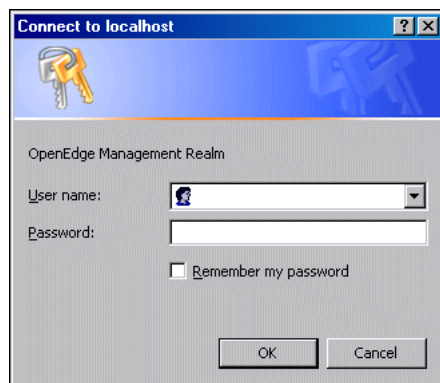 Connect to localhost
OpenEdge Management Realm
User name:
Password:
Remember my password
OK Cancel